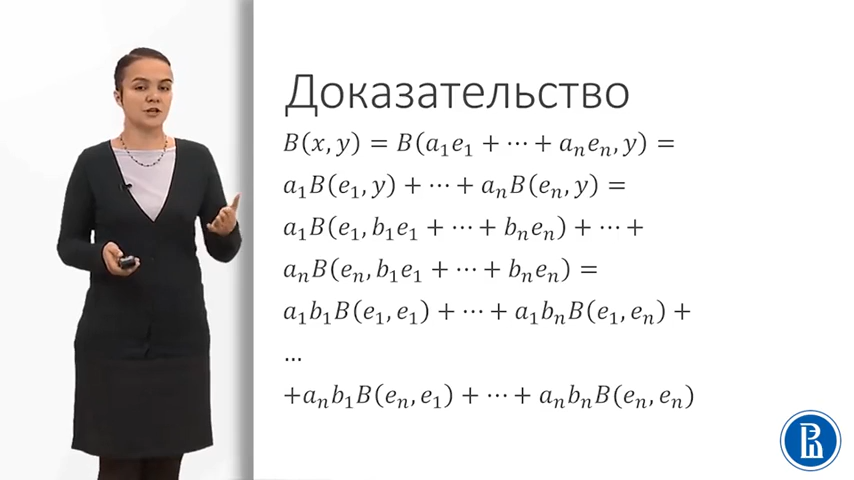 Доказательство
𝐵(𝑥, 𝑦) = 𝐵(𝑎₁𝑒₁ + ⋯ + 𝑎ₙ𝑒ₙ, 𝑦) =
𝑎₁𝐵(𝑒₁, 𝑦) + ⋯ + 𝑎ₙ𝐵(𝑒ₙ, 𝑦) =
𝑎₁𝐵(𝑒₁, 𝑏₁𝑒₁ + ⋯ + 𝑏ₙ𝑒ₙ) + ⋯ +
𝑎ₙ𝐵(𝑒ₙ, 𝑏₁𝑒₁ + ⋯ + 𝑏ₙ𝑒ₙ) =
𝑎₁𝑏₁𝐵(𝑒₁, 𝑒₁) + ⋯ + 𝑎₁𝑏ₙ𝐵(𝑒₁, 𝑒ₙ) +
...
+𝑎ₙ𝑏₁𝐵(𝑒ₙ, 𝑒₁) + ⋯ + 𝑎ₙ𝑏ₙ𝐵(𝑒ₙ, 𝑒ₙ)